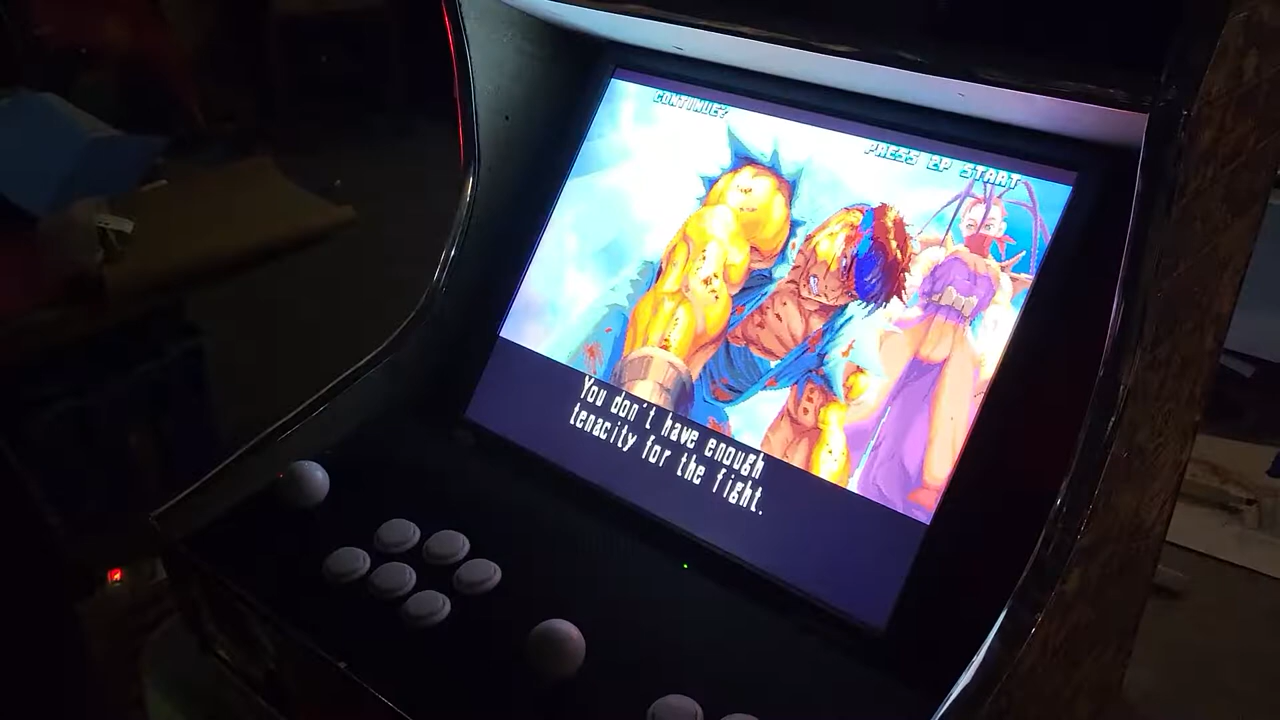 CONTINUE?
PRESS 2P START
You don't have enough
tenacity for the fight.